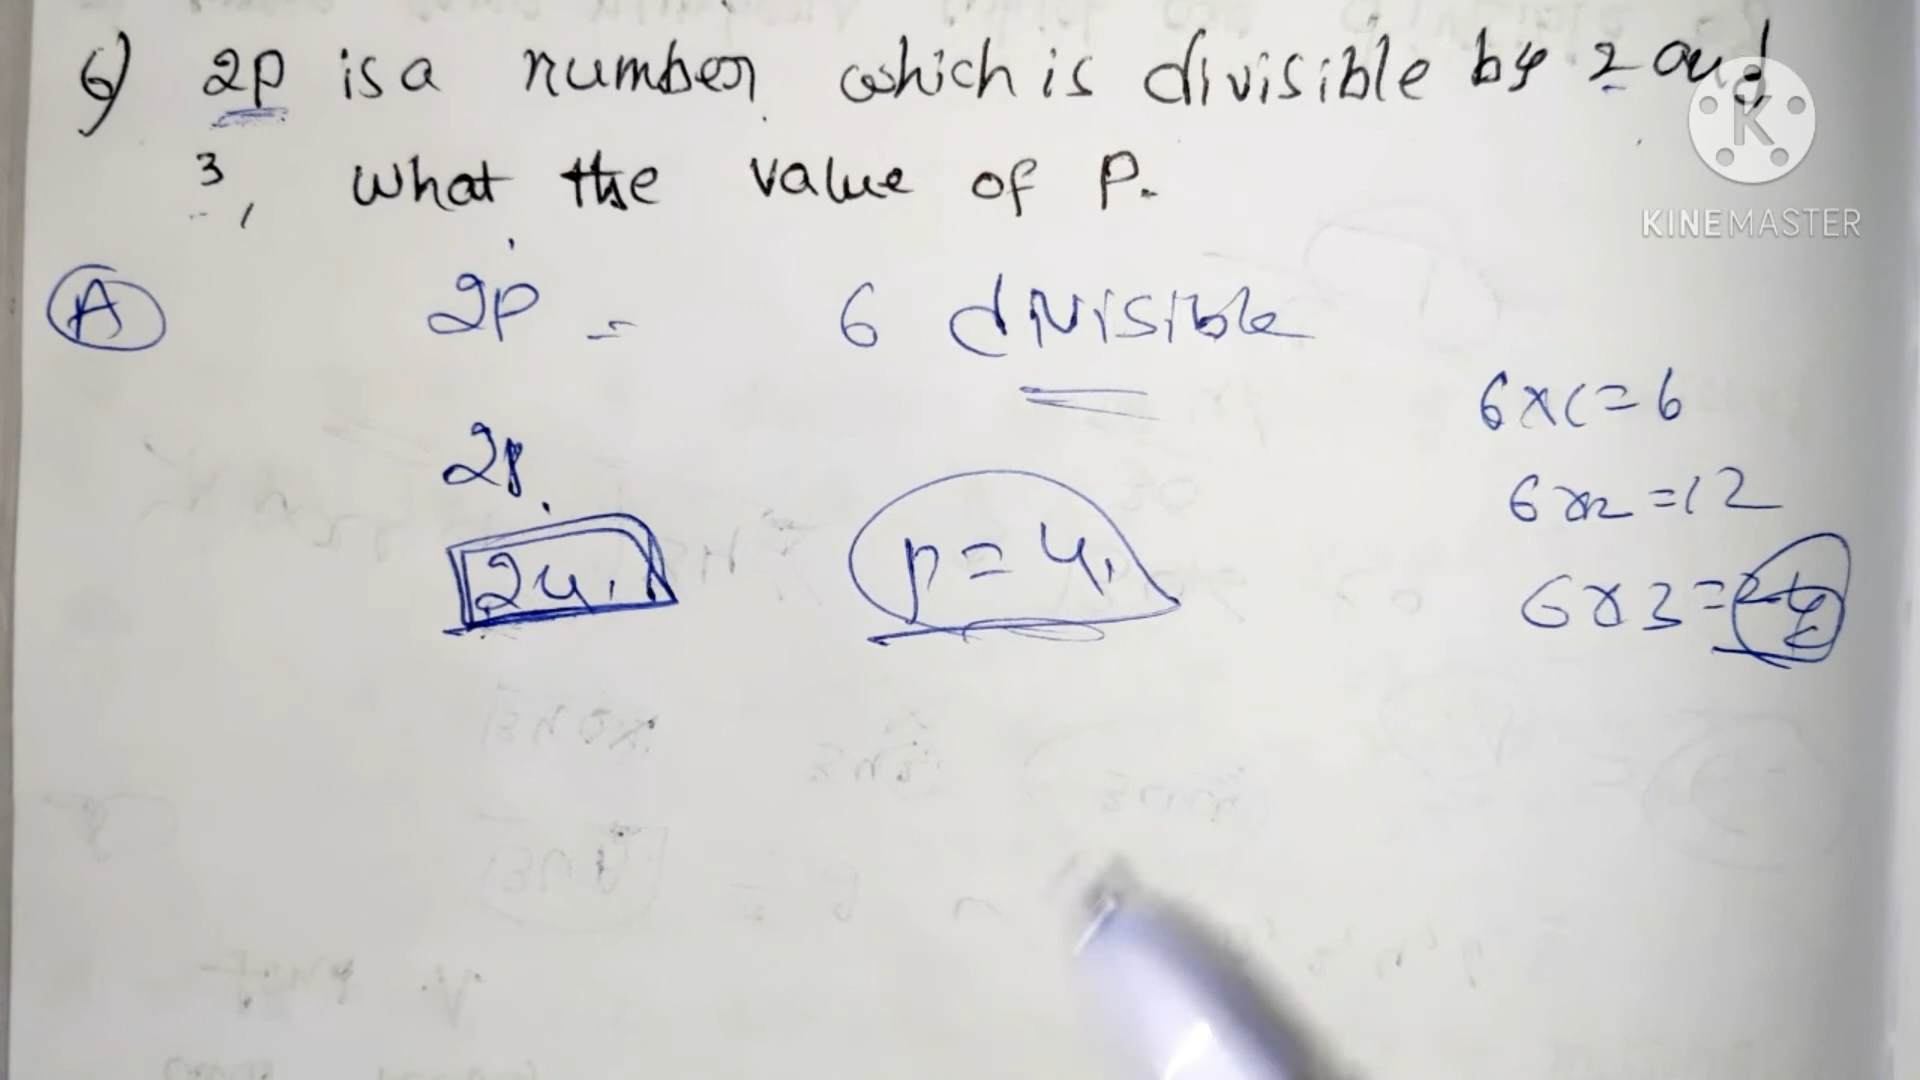 6) 2P is a number which is divisible by 2 and
3, what the value of P.
A 2p = 6 divisible
6x1=6
2p.
6x2=12
24, p=4,
6x3=24
K
KINEMASTER